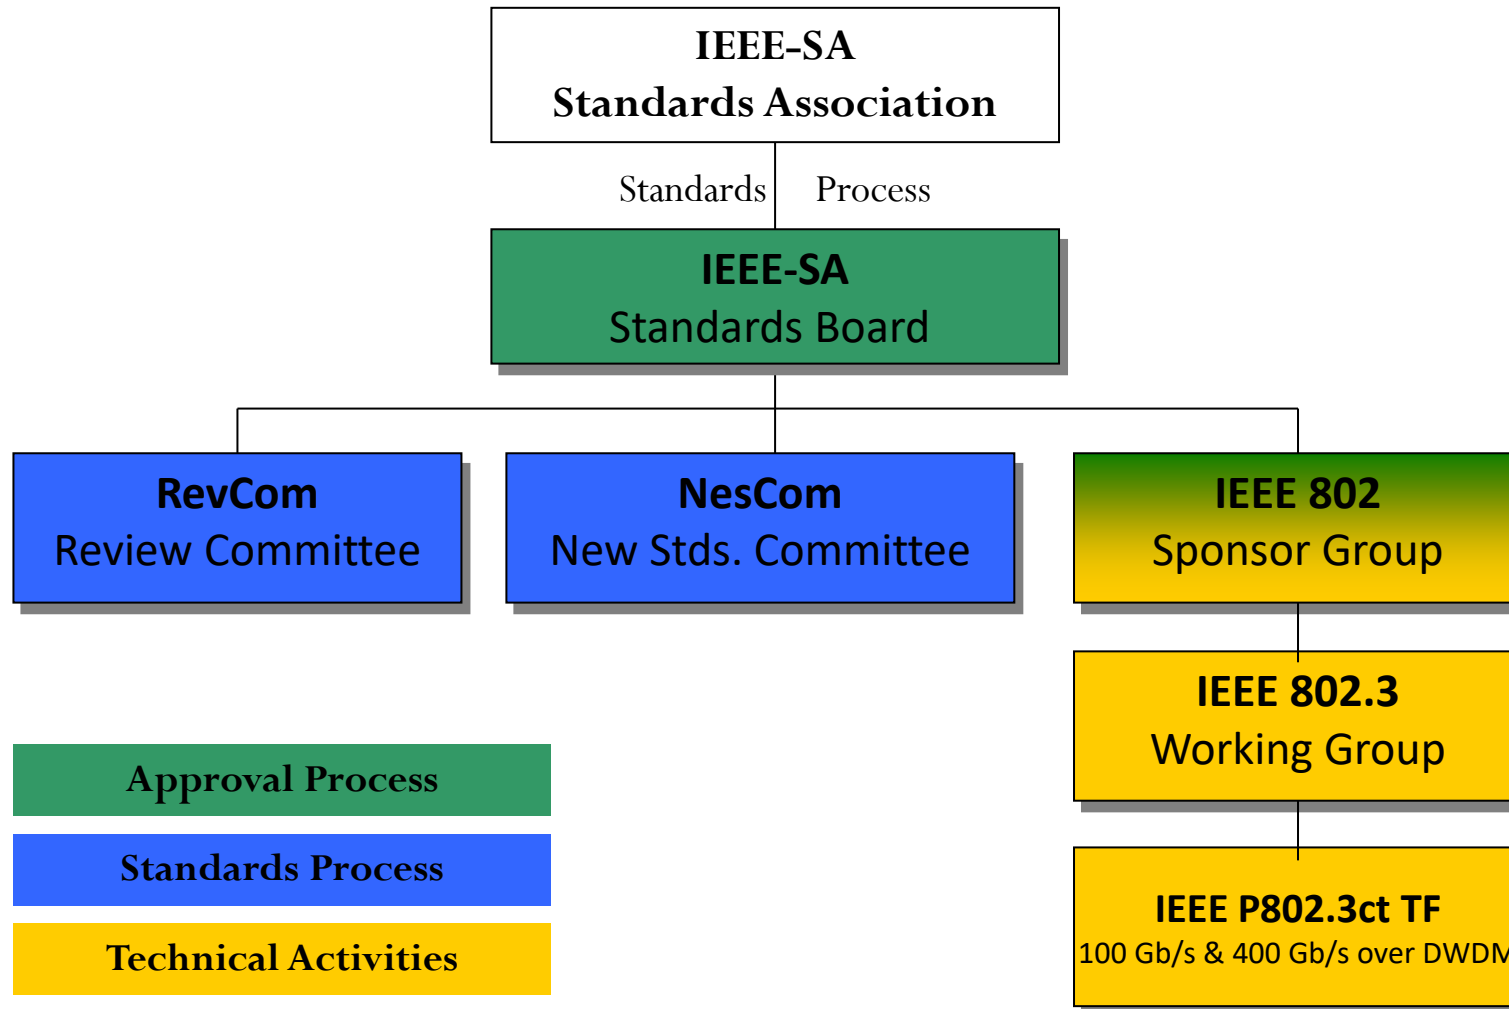 IEEE-SA
Standards Association
Standards Process
IEEE-SA
Standards Board
RevCom
Review Committee
NesCom
New Stds. Committee
IEEE 802
Sponsor Group
IEEE 802.3
Working Group
Approval Process
Standards Process
Technical Activities
IEEE P802.3ct TF
100 Gb/s & 400 Gb/s over DWDM